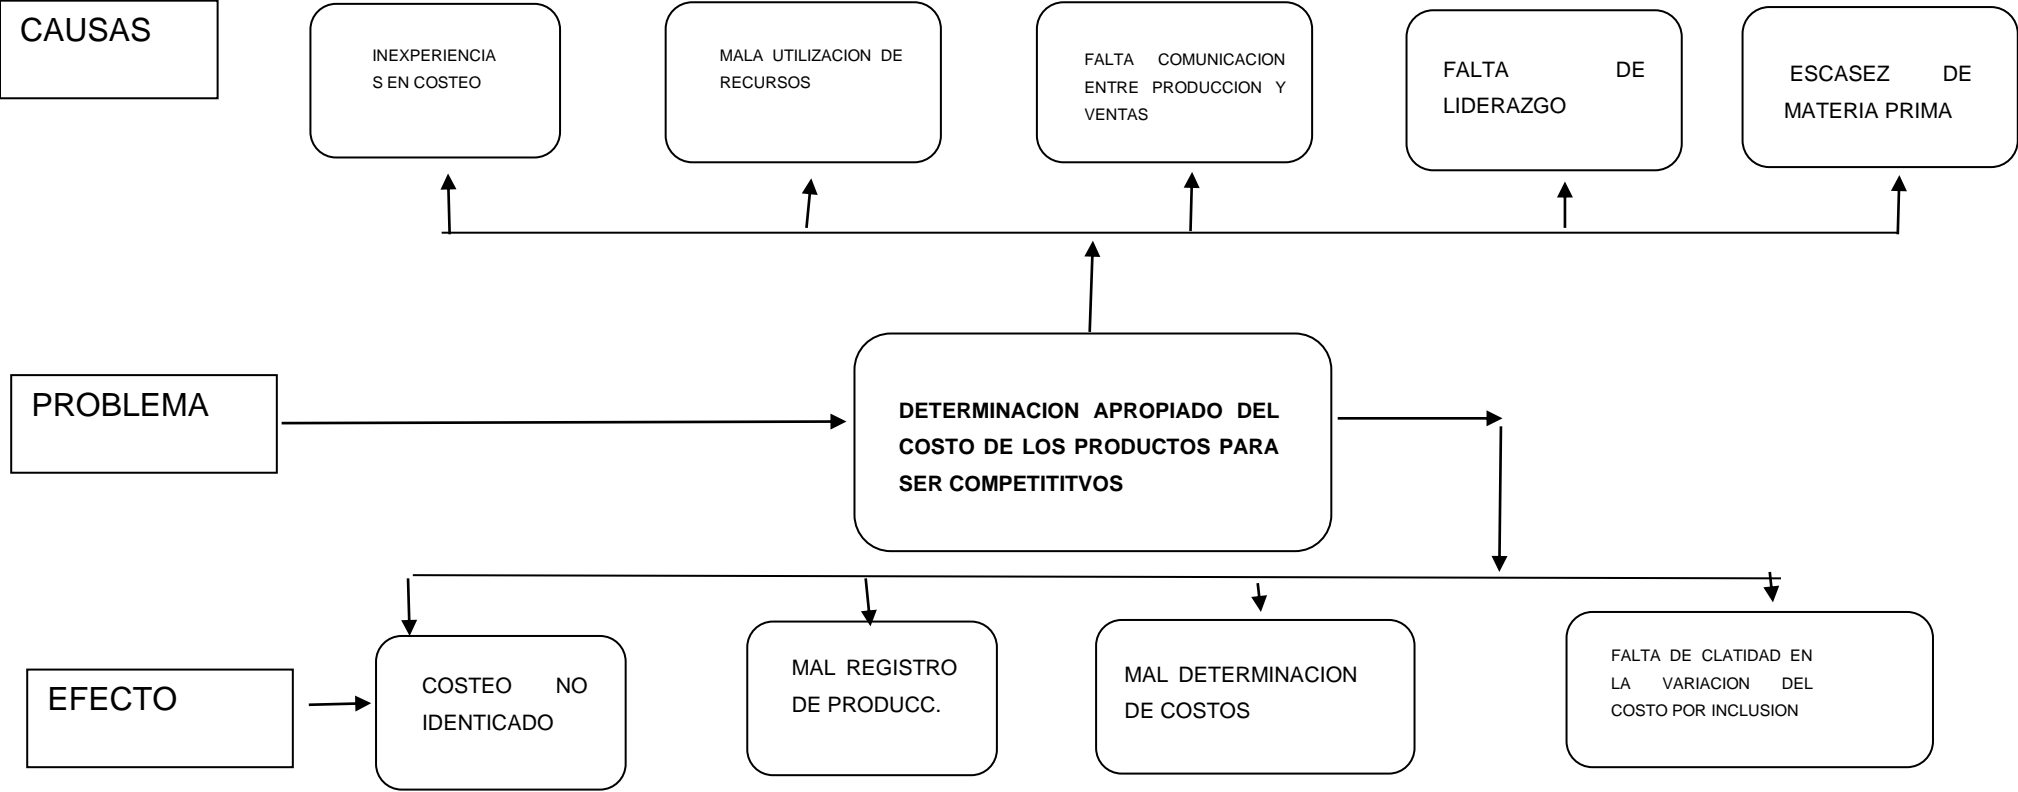 CAUSAS
INEXPERIENCIA
S EN COSTEO
MALA UTILIZACION DE
RECURSOS
FALTA COMUNICACION
ENTRE PRODUCCION Y
VENTAS
FALTA DE
LIDERAZGO
ESCASEZ DE
MATERIA PRIMA
PROBLEMA
DETERMINACION APROPIADO DEL
COSTO DE LOS PRODUCTOS PARA
SER COMPETITITVOS
EFECTO
COSTEO NO
IDENTICADO
MAL REGISTRO
DE PRODUCC.
MAL DETERMINACION
DE COSTOS
FALTA DE CLATIDAD EN
LA VARIACION DEL
COSTO POR INCLUSION